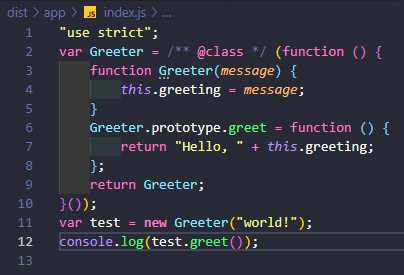 dist > app > JS index.js > ...
1 "use strict";
2 var Greeter = /** @class */ (function () {
3     function Greeter(message) {
4         this.greeting = message;
5     }
6     Greeter.prototype.greet = function () {
7         return "Hello, " + this.greeting;
8     };
9     return Greeter;
10 }());
11 var test = new Greeter("world!");
12 console.log(test.greet());
13